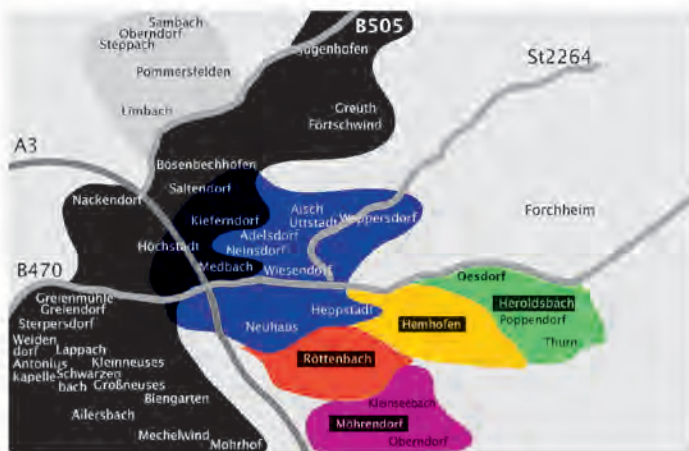 Sambach
Oberndorf
Steppach
Pommersfelden
Limbach
B505
Jugenhofen
St2264
Greuth
Förtschwind
A3
Bösenbechhofen
Saltendorf
Nackendorf
Kieferndorf
Aisch
Uttstadt
Weppersdorf
Forchheim
Höchstadt
Adelsdorf
Neinsdorf
Medbach
Wiesendorf
B470
Oesdorf
Greienmühle
Greiendorf
Sterpersdorf
Heppstädt
Heroldsbach
Poppendorf
Neuhaus
Hemhofen
Thurn
Weiden
dorf
Lappach
Antonius
kapelle
Kleinneuses
Schwarzen
bach
Großneuses
Biengarten
Röttenbach
Ailersbach
Kleinseebach
Möhrendorf
Mechelwind
Mohrhof
Oberndorf